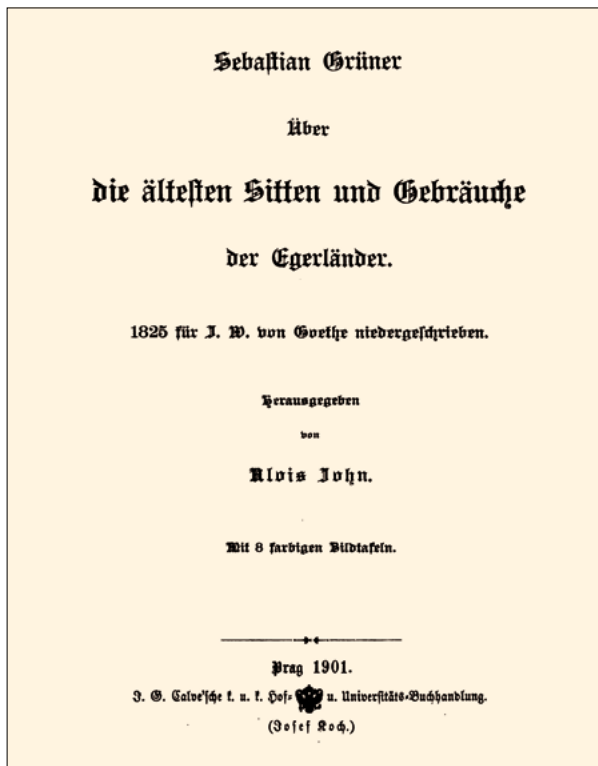 Sebastian Grüner
Über
die ältesten Sitten und Gebräuche
der Egerländer.
1825 für J. W. von Goethe niedergeschrieben.
Herausgegeben
von
Alois John.
Mit 8 farbigen Bildtafeln.
Prag 1901.
J. G. Calve'sche k. u. k. Hof- u. Universitäts-Buchhandlung.
(Josef Koch.)